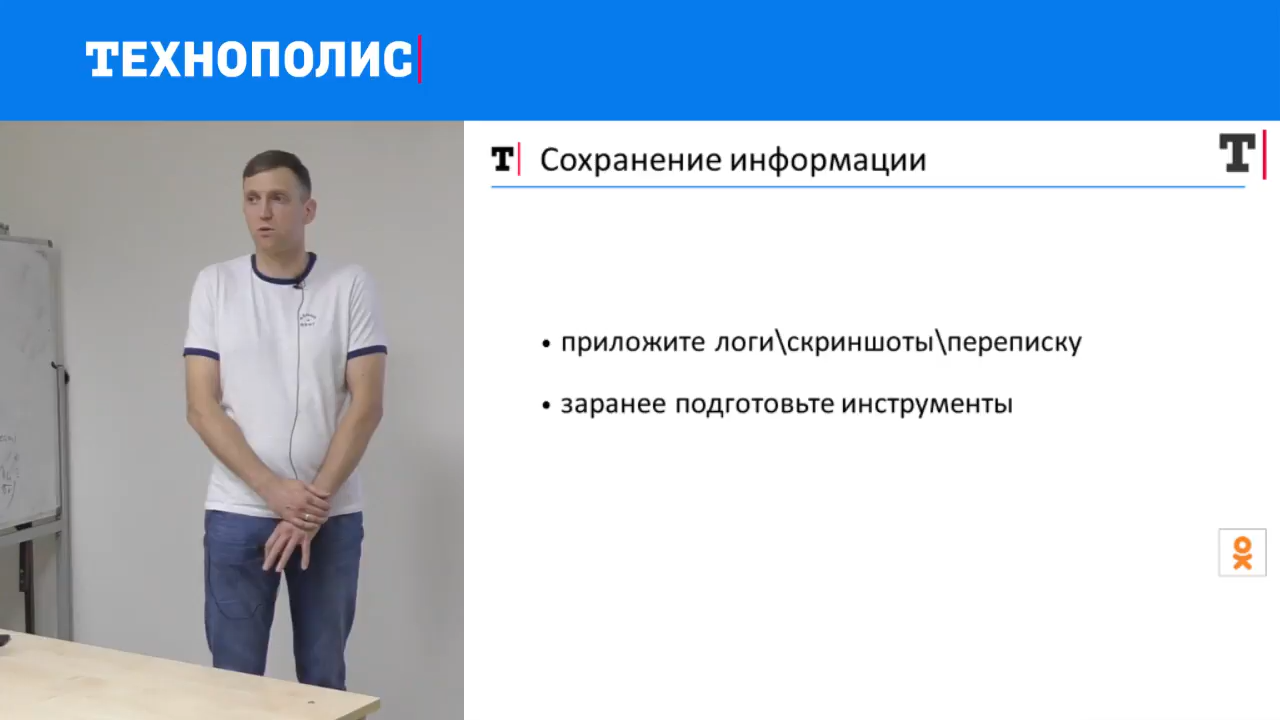 ТЕХНОПОЛИС
Т Сохранение информации Т
• приложите логи\скриншоты\переписку
• заранее подготовьте инструменты